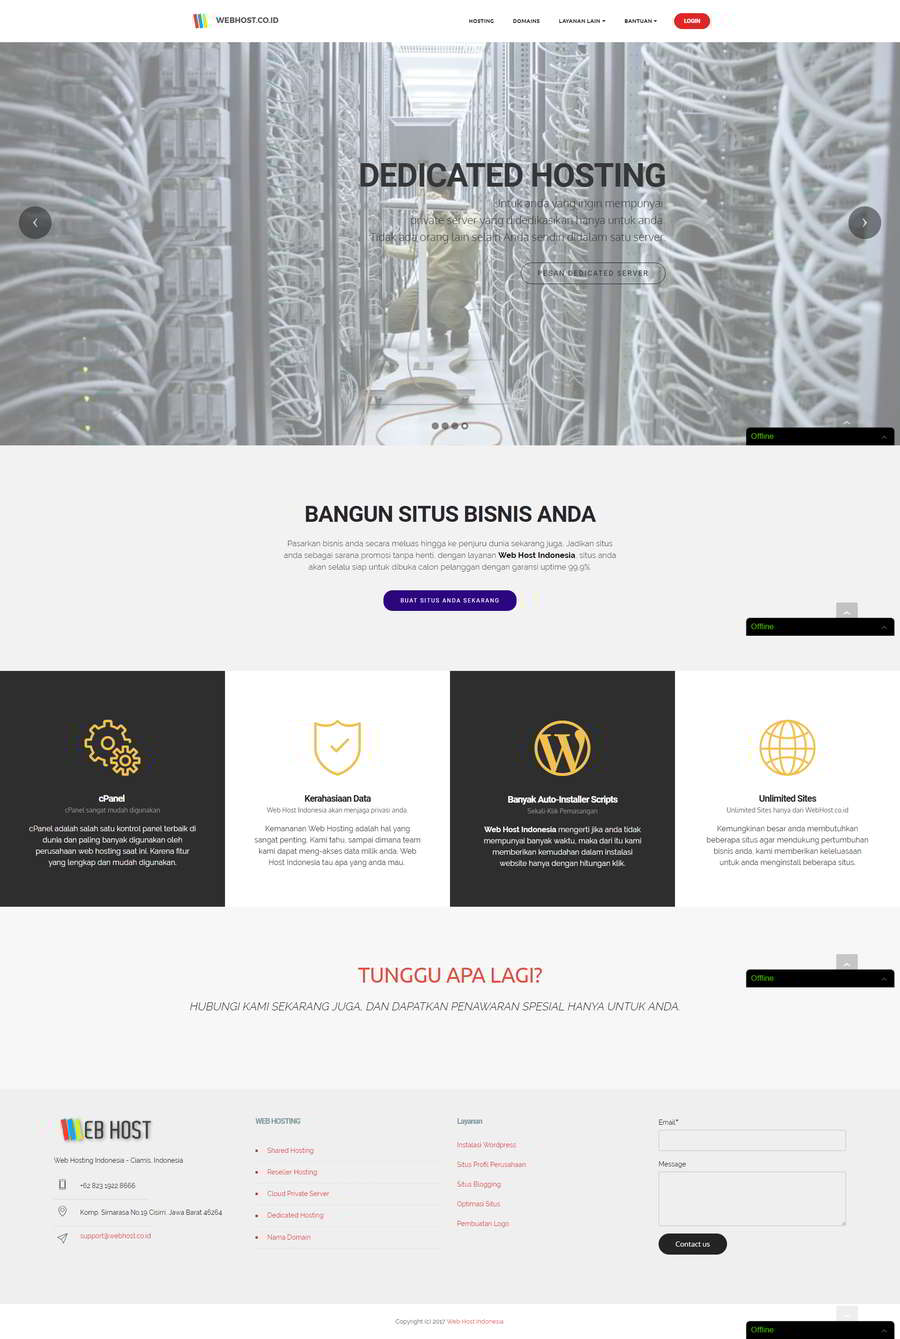 WEBHOST.CO.ID
HOSTING
DOMAINS
LAYANAN LAIN
BANTUAN
LOGIN
DEDICATED HOSTING
Untuk anda yang ingin mempunyai
private server yang didedikasikan hanya untuk anda.
Tidak ada orang lain selain Anda sendiri didalam satu server.
PESAN DEDICATED SERVER
Offline
BANGUN SITUS BISNIS ANDA
Pasarkan bisnis anda secara meluas hingga ke penjuru dunia sekarang juga. Jadikan situs
anda sebagai sarana promosi tanpa henti, dengan layanan Web Host Indonesia, situs anda
akan selalu siap untuk dibuka calon pelanggan dengan garansi uptime 99.9%.
BUAT SITUS ANDA SEKARANG
Offline
cPanel
cPanel sangat mudah digunakan
cPanel adalah salah satu kontrol panel terbaik di
dunia dan paling banyak digunakan oleh
perusahaan web hosting saat ini. Karena fitur
yang lengkap dan mudah digunakan.
Kerahasiaan Data
Web Host Indonesia akan menjaga privasi anda.
Kemananan Web Hosting adalah hal yang
sangat penting. Kami tahu, sampai dimana team
kami dapat meng-akses data milik anda. Web
Host Indonesia tau apa yang anda mau.
Banyak Auto-Installer Scripts
Sekali-Klik Pemasangan
Web Host Indonesia mengerti jika anda tidak
mempunyai banyak waktu, maka dari itu kami
memberikan kemudahan dalam instalasi
website hanya dengan hitungan klik.
Unlimited Sites
Unlimited Sites hanya dari WebHost.co.id
Kemungkinan besar anda membutuhkan
beberapa situs agar mendukung pertumbuhan
bisnis anda, kami memberikan keleluasaan
untuk anda menginstall beberapa situs.
TUNGGU APA LAGI?
Offline
HUBUNGI KAMI SEKARANG JUGA, DAN DAPATKAN PENAWARAN SPESIAL HANYA UNTUK ANDA.
WEB HOST
Web Hosting Indonesia - Ciamis, Indonesia
+62 823 1922 8666
Komp. Sirnarasa No.19 Cisirri, Jawa Barat 46264
support@webhost.co.id
WEB HOSTING
Shared Hosting
Reseller Hosting
Cloud Private Server
Dedicated Hosting
Nama Domain
Layanan
Instalasi Wordpress
Situs Profil Perusahaan
Situs Blogging
Optimasi Situs
Pembuatan Logo
Email*
Message
Contact us
Copyright (c) 2017 Web Host Indonesia
Offline